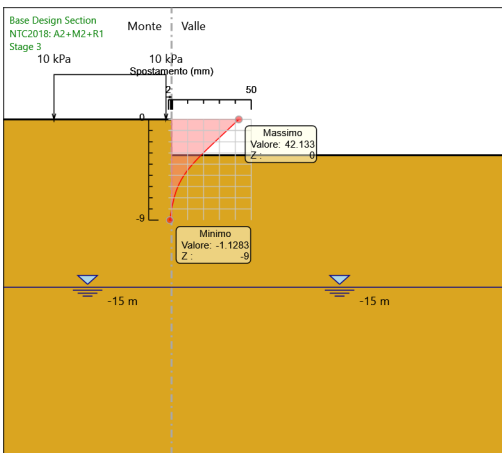 Base Design Section
NTC2018: A2+M2+R1
Stage 3
Monte
Valle
10 kPa
10 kPa
Spostamento (mm)
50
0
Massimo
Valore: 42.133
Z : 0
-9
Minimo
Valore: -1.1283
Z : -9
-15 m
-15 m